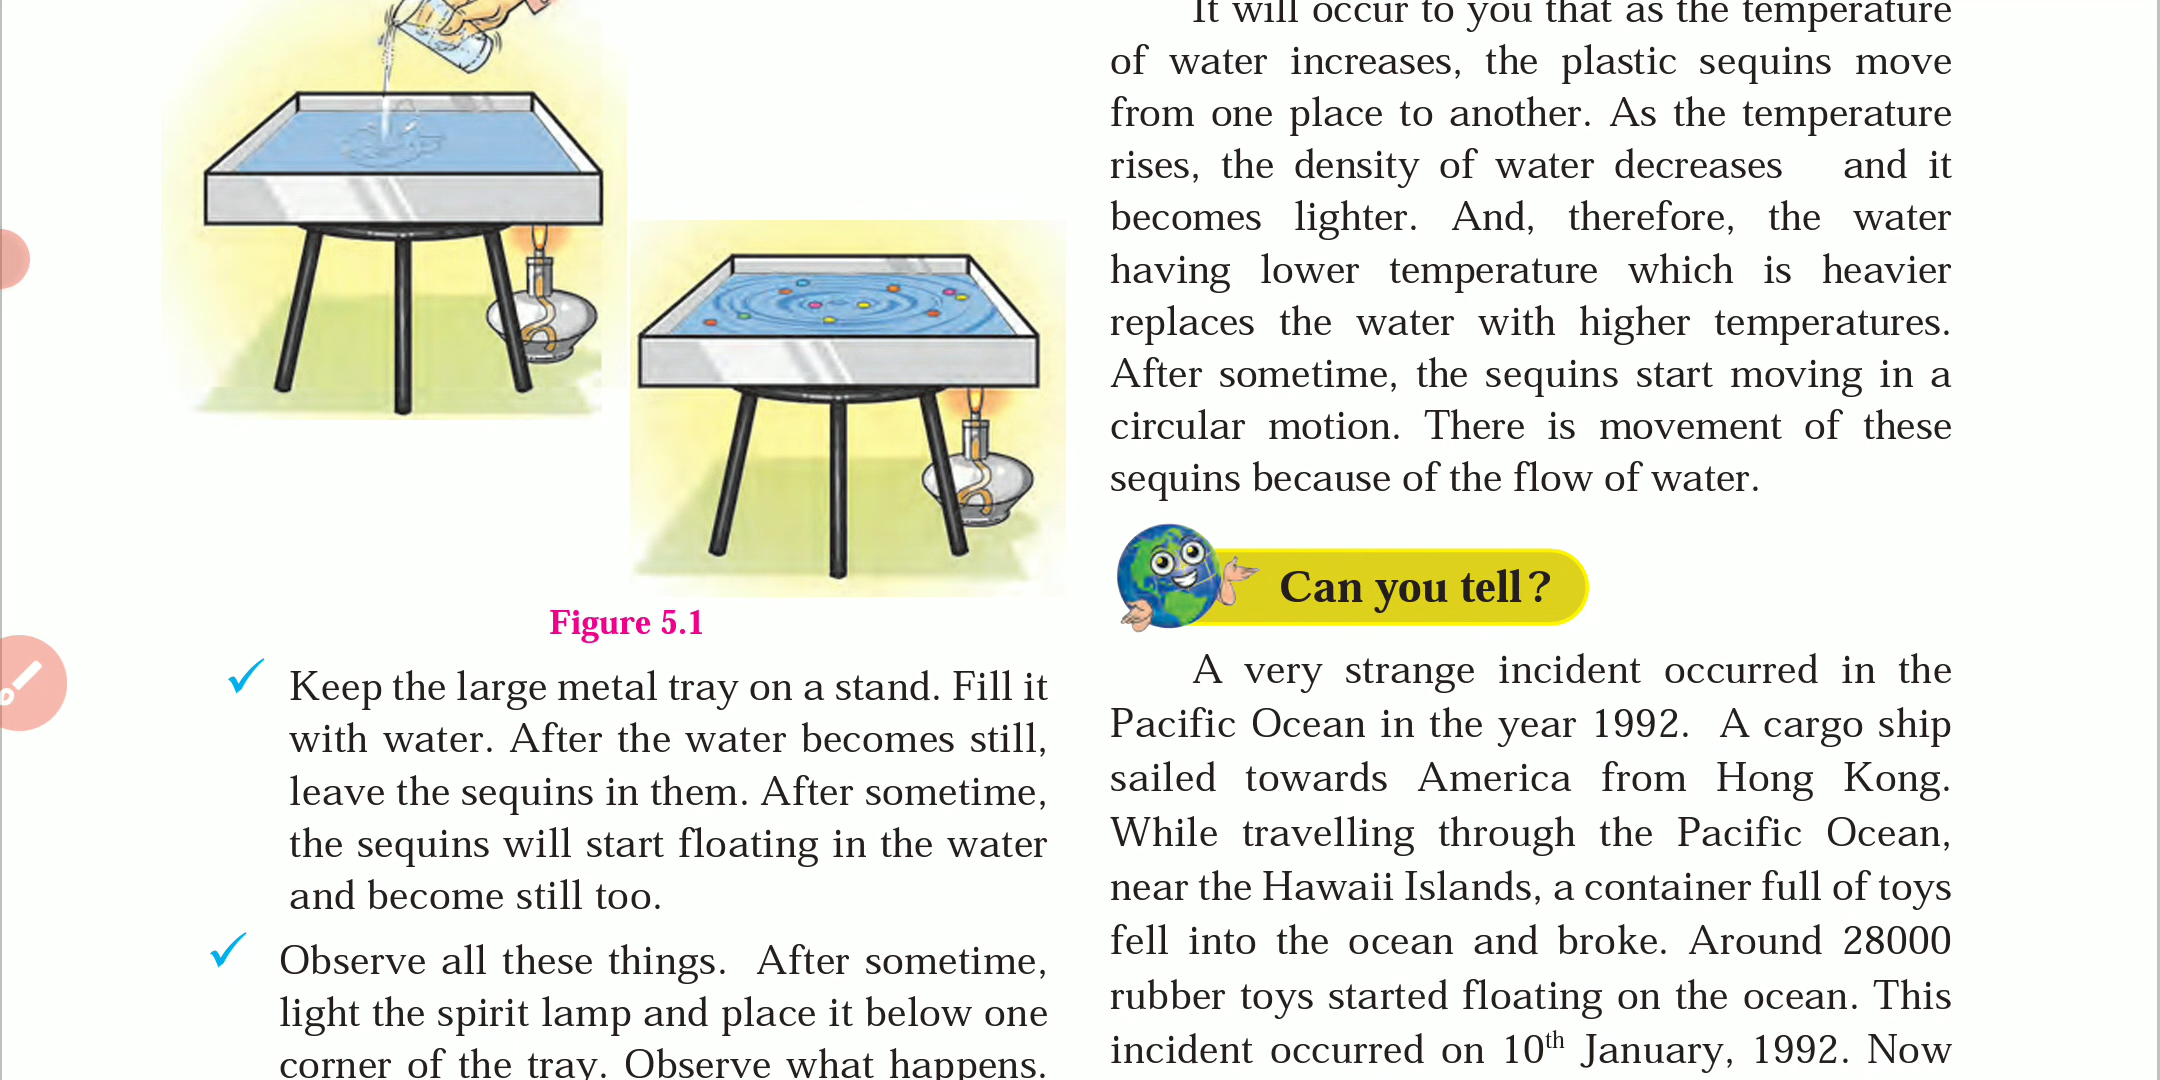 Figure 5.1
Keep the large metal tray on a stand. Fill it
with water. After the water becomes still,
leave the sequins in them. After sometime,
the sequins will start floating in the water
and become still too.
Observe all these things. After sometime,
light the spirit lamp and place it below one
corner of the tray. Observe what happens.
It will occur to you that as the temperature
of water increases, the plastic sequins move
from one place to another. As the temperature
rises, the density of water decreases and it
becomes lighter. And, therefore, the water
having lower temperature which is heavier
replaces the water with higher temperatures.
After sometime, the sequins start moving in a
circular motion. There is movement of these
sequins because of the flow of water.
Can you tell?
A very strange incident occurred in the
Pacific Ocean in the year 1992. A cargo ship
sailed towards America from Hong Kong.
While travelling through the Pacific Ocean,
near the Hawaii Islands, a container full of toys
fell into the ocean and broke. Around 28000
rubber toys started floating on the ocean. This
incident occurred on 10th January, 1992. Now